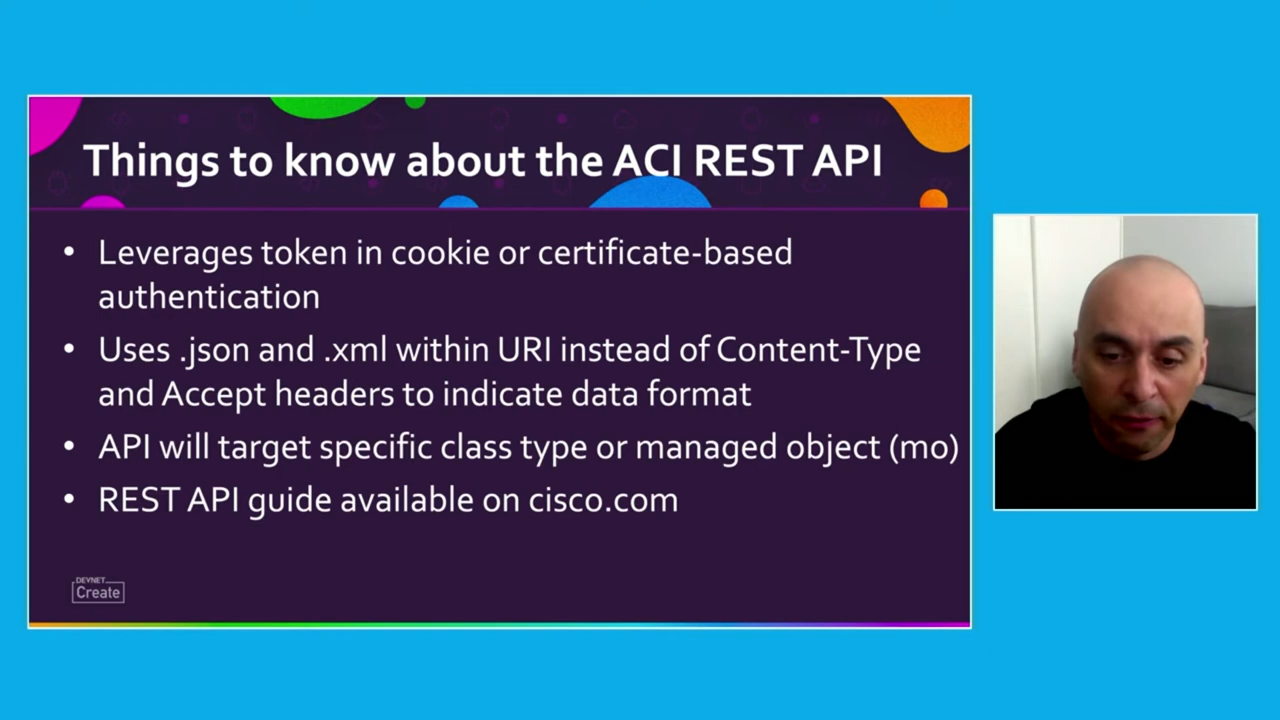 Things to know about the ACI REST API
• Leverages token in cookie or certificate-based
authentication
• Uses .json and .xml within URI instead of Content-Type
and Accept headers to indicate data format
• API will target specific class type or managed object (mo)
• REST API guide available on cisco.com
DEVNET
Create